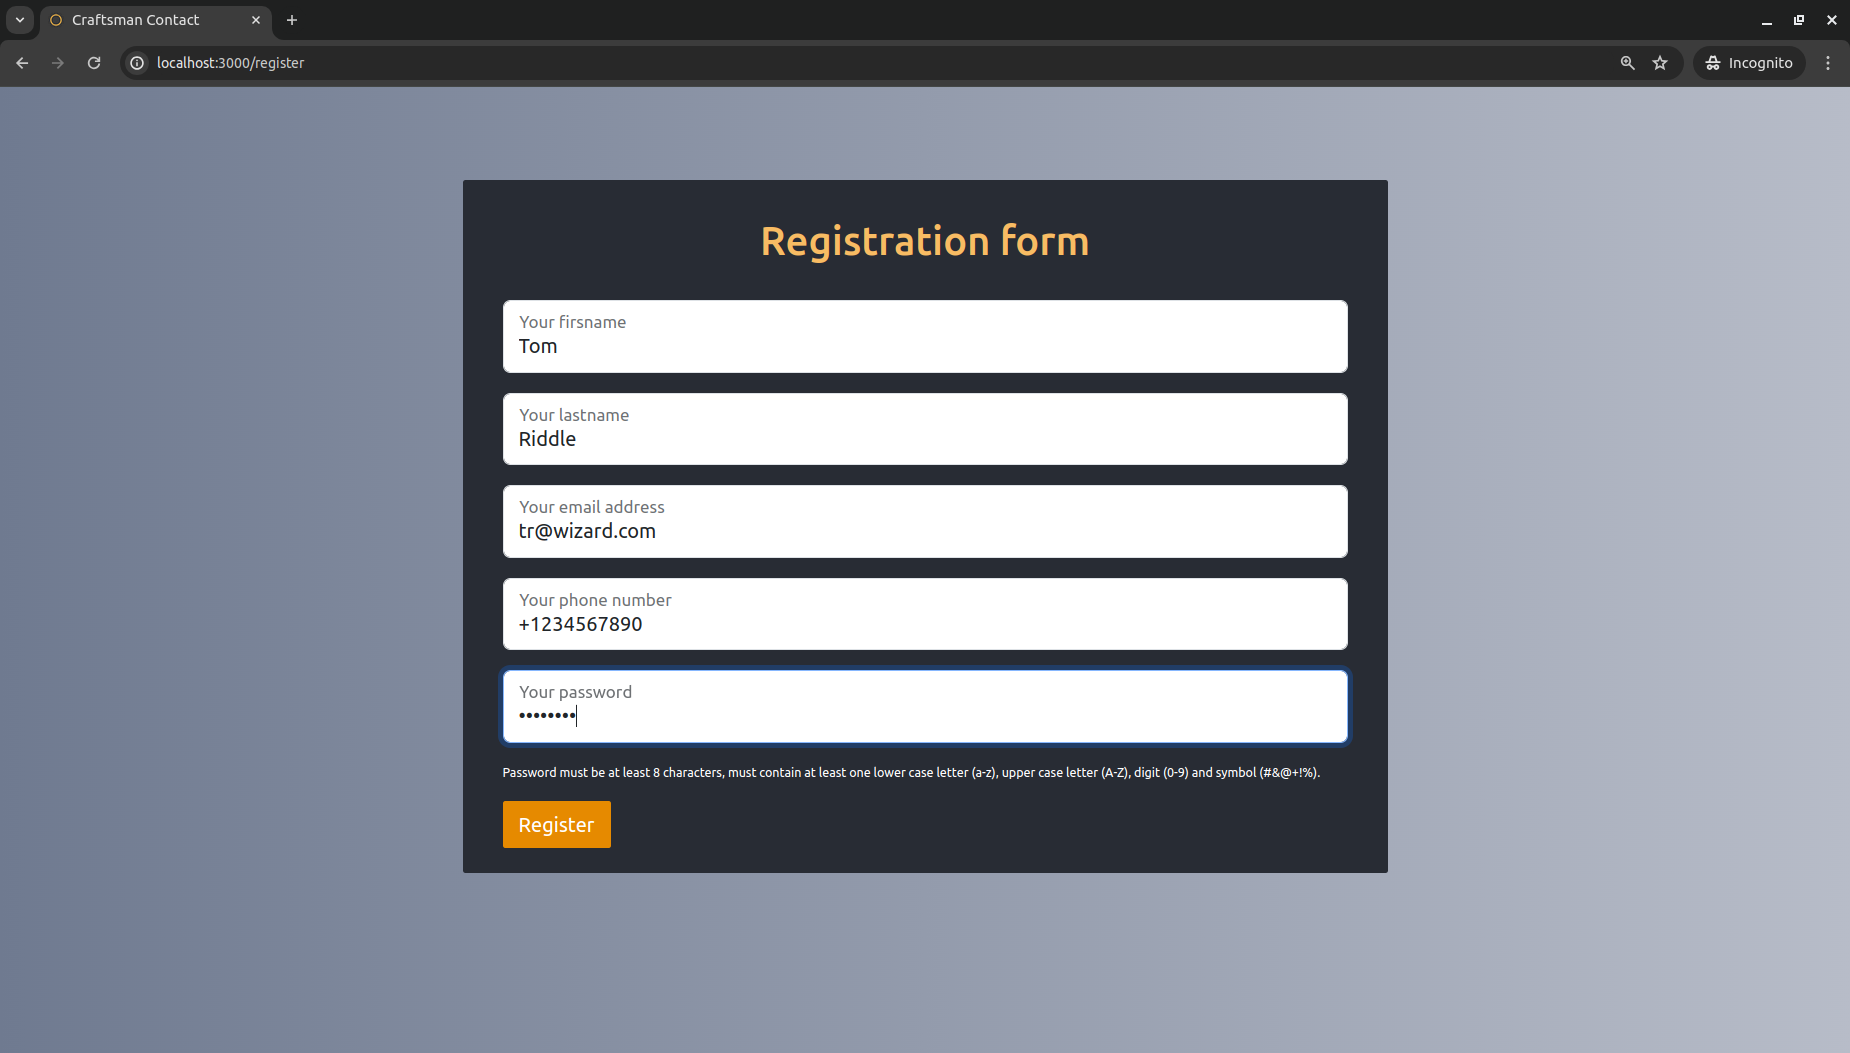 Craftsman Contact
localhost:3000/register
Incognito
Registration form
Your firsname
Tom
Your lastname
Riddle
Your email address
tr@wizard.com
Your phone number
+1234567890
Your password
••••••••
Password must be at least 8 characters, must contain at least one lower case letter (a-z), upper case letter (A-Z), digit (0-9) and symbol (#&@+!%).
Register